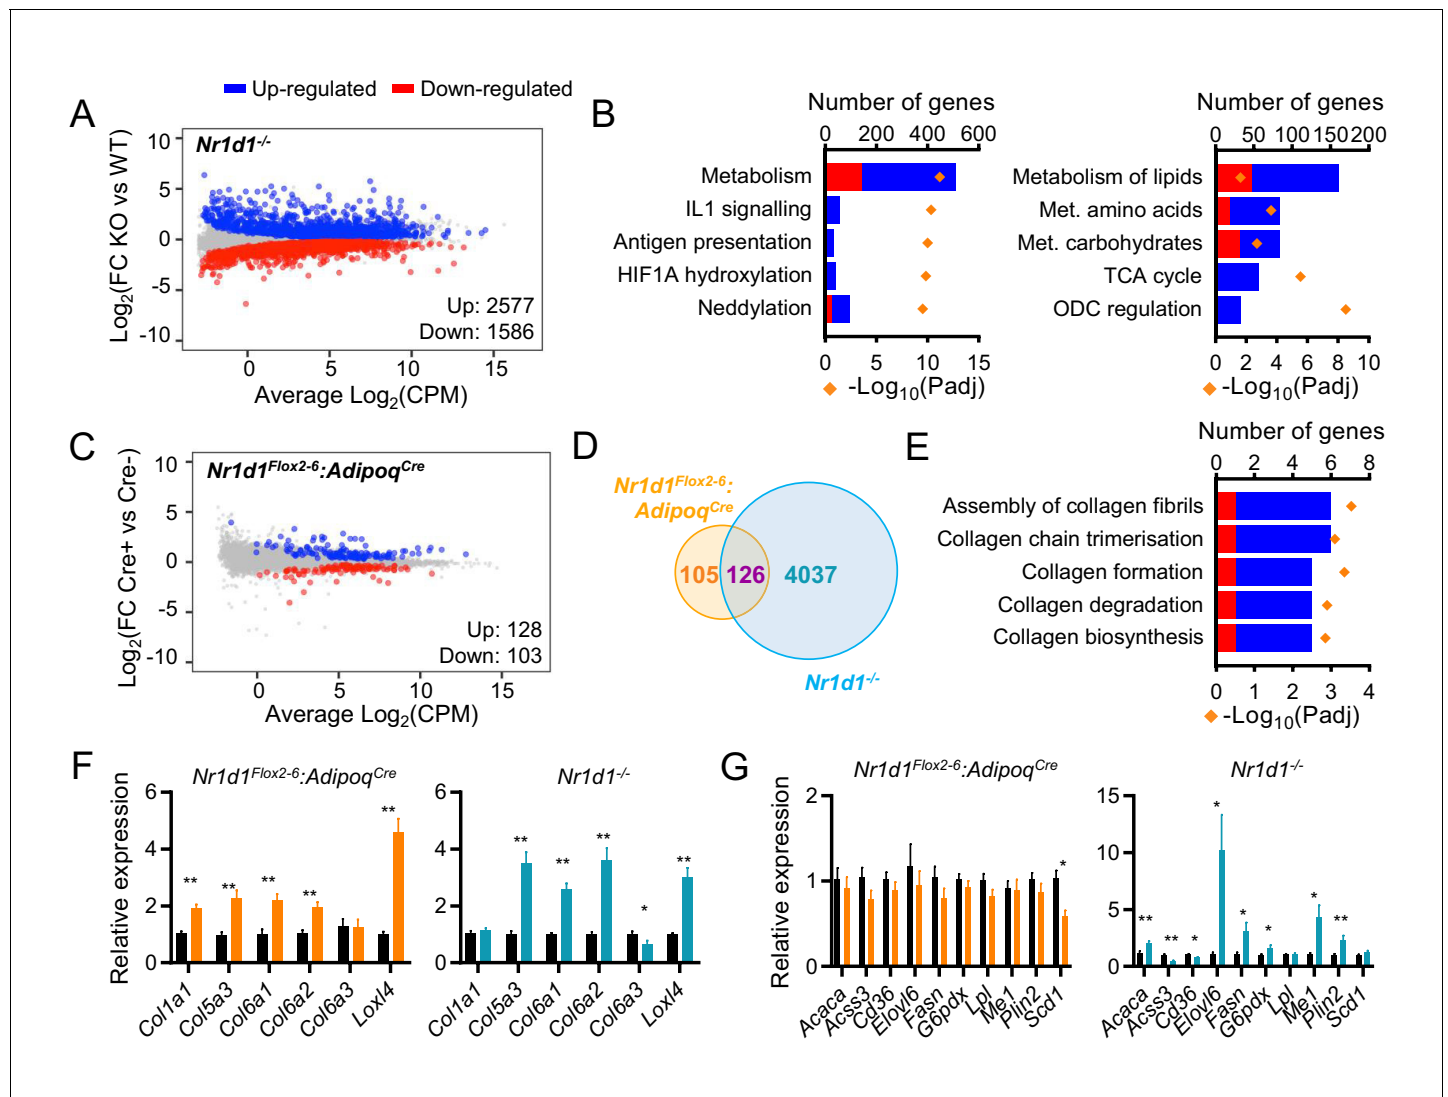 Up-regulated Down-regulated
A
Log2(FC KO vs WT)
10
5
0
-5
-10
Nr1d1-/-
Up: 2577
Down: 1586
0 5 10 15
Average Log2(CPM)
B
Number of genes
0 200 400 600
Metabolism
IL1 signalling
Antigen presentation
HIF1A hydroxylation
Neddylation
0 5 10 15
-Log10(Padj)
Number of genes
0 50 100 150 200
Metabolism of lipids
Met. amino acids
Met. carbohydrates
TCA cycle
ODC regulation
0 2 4 6 8 10
-Log10(Padj)
C
Log2(FC Cre+ vs Cre-)
10
5
0
-5
-10
Nr1d1Flox2-6:AdipoqCre
Up: 128
Down: 103
0 5 10 15
Average Log2(CPM)
D
Nr1d1Flox2-6:
AdipoqCre
105 126 4037
Nr1d1-/-
E
Number of genes
0 2 4 6 8
Assembly of collagen fibrils
Collagen chain trimerisation
Collagen formation
Collagen degradation
Collagen biosynthesis
0 1 2 3 4
-Log10(Padj)
F
Relative expression
Nr1d1Flox2-6:AdipoqCre
6
4
2
0
** ** ** ** **
Col1a1 Col5a3 Col6a1 Col6a2 Col6a3 Loxl4
Nr1d1-/-
6
4
2
0
** ** ** * **
Col1a1 Col5a3 Col6a1 Col6a2 Col6a3 Loxl4
G
Relative expression
Nr1d1Flox2-6:AdipoqCre
2
1
0
*
Acaca Acss3 Cd36 Elovl6 Fasn G6pdx Lpl Me1 Plin2 Scd1
Nr1d1-/-
15
10
5
0
** ** * * * * * **
Acaca Acss3 Cd36 Elovl6 Fasn G6pdx Lpl Me1 Plin2 Scd1